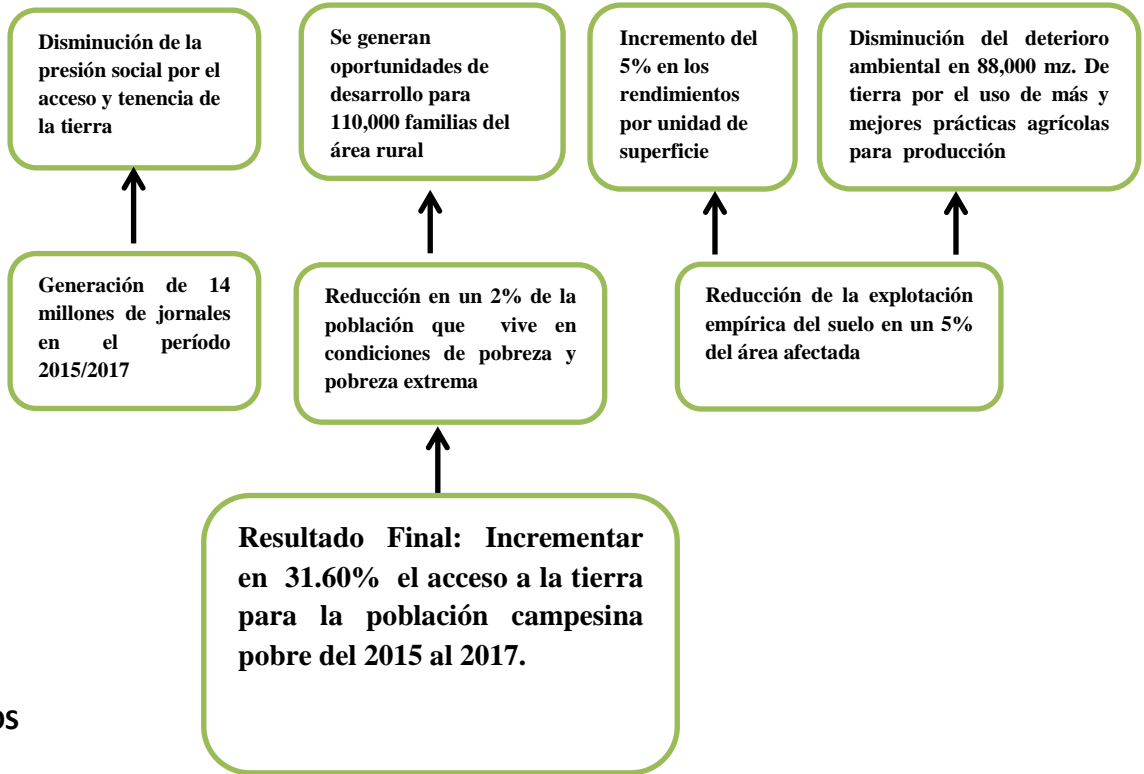 Disminución de la
presión social por el
acceso y tenencia de
la tierra
Se generan
oportunidades de
desarrollo para
110,000 familias del
área rural
Incremento del
5% en los
rendimientos
por unidad de
superficie
Disminución del deterioro
ambiental en 88,000 mz. De
tierra por el uso de más y
mejores prácticas agrícolas
para producción
Generación de 14
millones de jornales
en el período
2015/2017
Reducción en un 2% de la
población que vive en
condiciones de pobreza y
pobreza extrema
Reducción de la explotación
empírica del suelo en un 5%
del área afectada
Resultado Final: Incrementar
en 31.60% el acceso a la tierra
para la población campesina
pobre del 2015 al 2017.